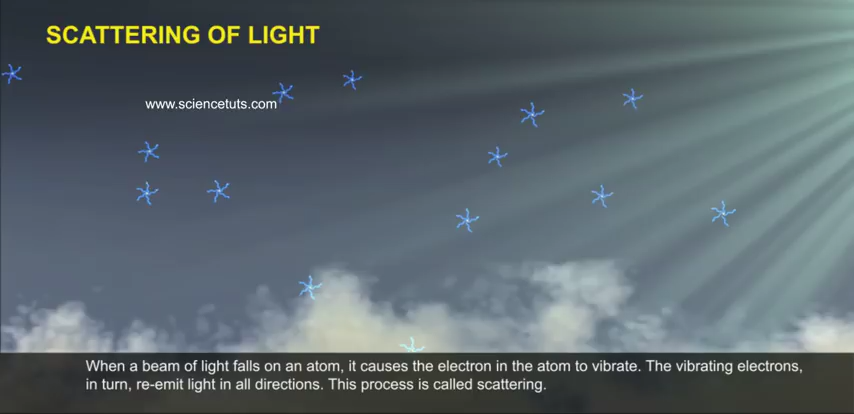 SCATTERING OF LIGHT
www.sciencetuts.com
When a beam of light falls on an atom, it causes the electron in the atom to vibrate. The vibrating electrons,
in turn, re-emit light in all directions. This process is called scattering.